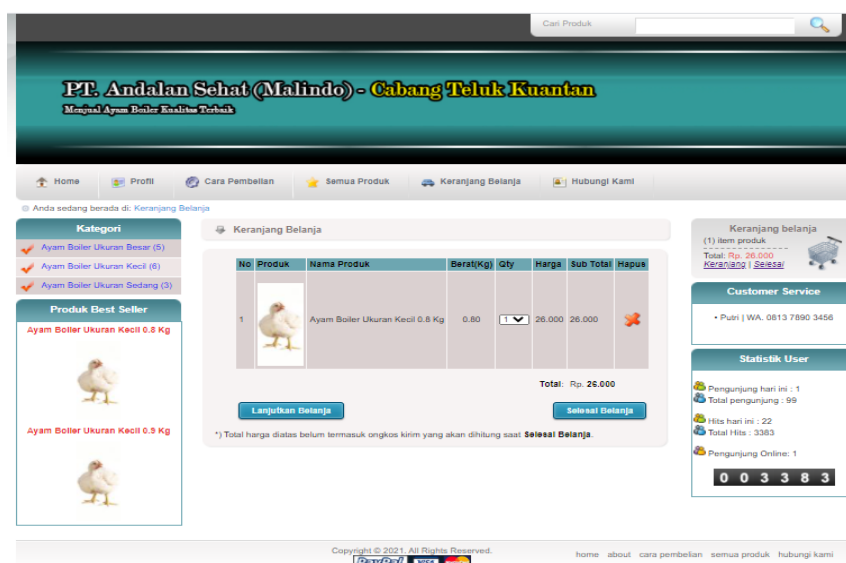 Cari Produk
PT. Andalan Sehat (Malindo) - Cabang Teluk Kuantan
Menjual Ayam Boiler Kualitas Terbaik
Home Profil Cara Pembelian Semua Produk Keranjang Belanja Hubungi Kami
Anda sedang berada di: Keranjang Belanja
Kategori
Ayam Boiler Ukuran Besar (5)
Ayam Boiler Ukuran Kecil (6)
Ayam Boiler Ukuran Sedang (3)
Produk Best Seller
Ayam Boiler Ukuran Kecil 0.8 Kg
Ayam Boiler Ukuran Kecil 0.9 Kg
Keranjang Belanja
No Produk Nama Produk Berat(Kg) Qty Harga Sub Total Hapus
1 Ayam Boiler Ukuran Kecil 0.8 Kg 0.80 1 26.000 26.000
Total: Rp. 26.000
Lanjutkan Belanja Selesai Belanja
*) Total harga diatas belum termasuk ongkos kirim yang akan dihitung saat Selesai Belanja.
Keranjang belanja
(1) item produk
Total: Rp. 26.000
Keranjang | Selesai
Customer Service
• Putri | WA. 0813 7890 3456
Statistik User
Pengunjung hari ini : 1
Total pengunjung : 99
Hits hari ini : 22
Total Hits : 3383
Pengunjung Online: 1
003383
Copyright © 2021. All Rights Reserved.
PayPal VISA
home about cara pembelian semua produk hubungi kami